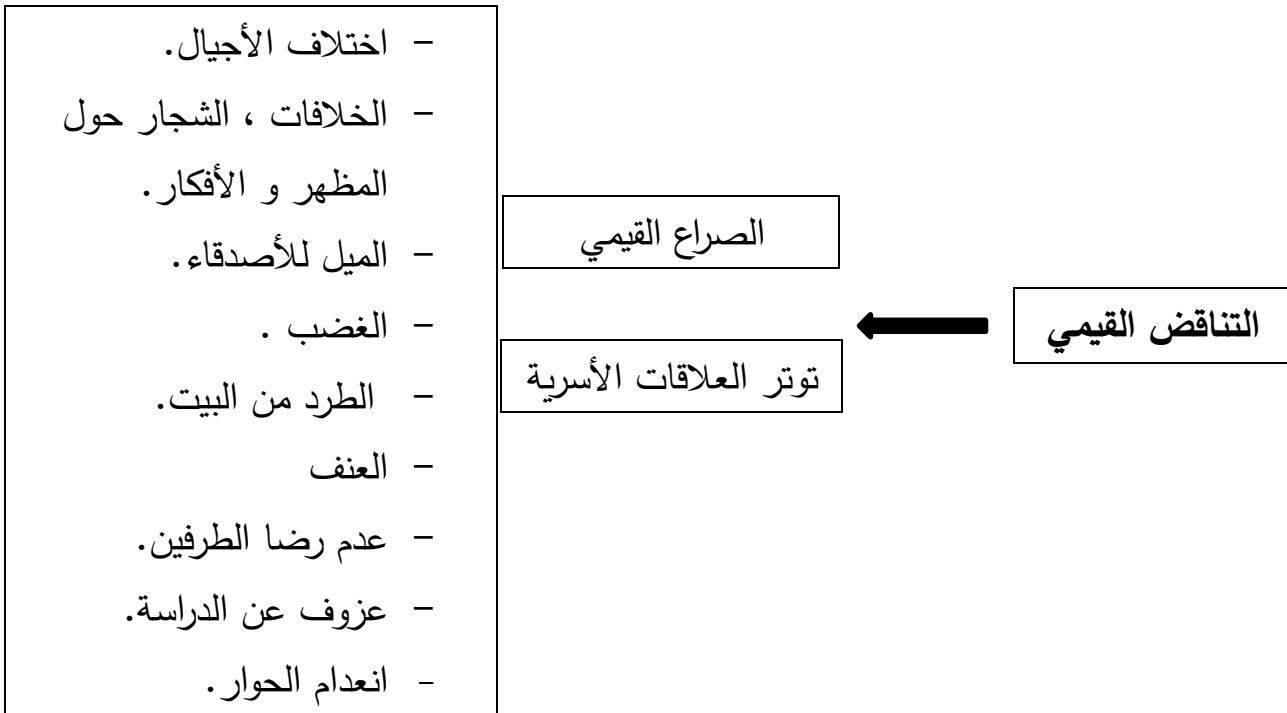 التناقض القيمي
الصراع القيمي
توتر العلاقات الأسرية
– اختلاف الأجيال.
– الخلافات ، الشجار حول
المظهر و الأفكار.
– الميل للأصدقاء.
– الغضب .
– الطرد من البيت.
– العنف
– عدم رضا الطرفين.
– عزوف عن الدراسة.
- انعدام الحوار.